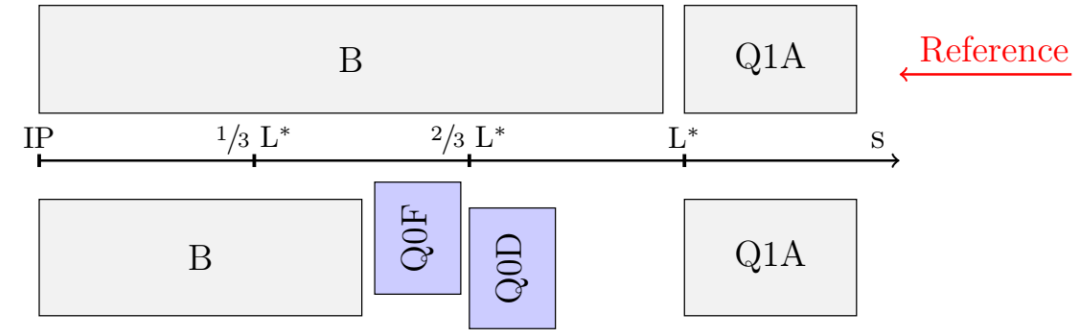 B
Q1A
Reference
IP
1/3 L*
2/3 L*
L*
s
B
Q0F
Q0D
Q1A